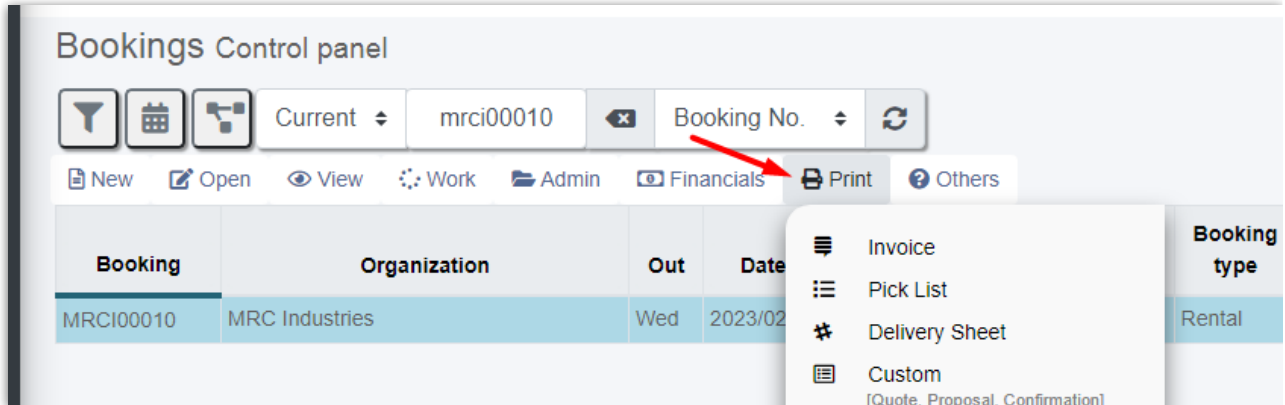 Bookings Control panel
Current mrci00010 Booking No.
New Open View Work Admin Financials Print Others
Booking Organization Out Date Booking type
MRCI00010 MRC Industries Wed 2023/02 Rental
Invoice
Pick List
Delivery Sheet
Custom
[Quote, Proposal, Confirmation]